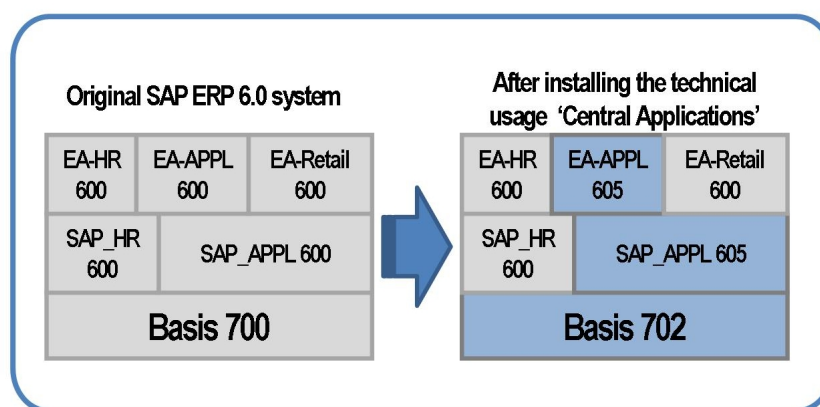 Original SAP ERP 6.0 system
EA-HR
600
EA-APPL
600
EA-Retail
600
SAP_HR
600
SAP_APPL 600
Basis 700
After installing the technical
usage ‘Central Applications’
EA-HR
600
EA-APPL
605
EA-Retail
600
SAP_HR
600
SAP_APPL 605
Basis 702